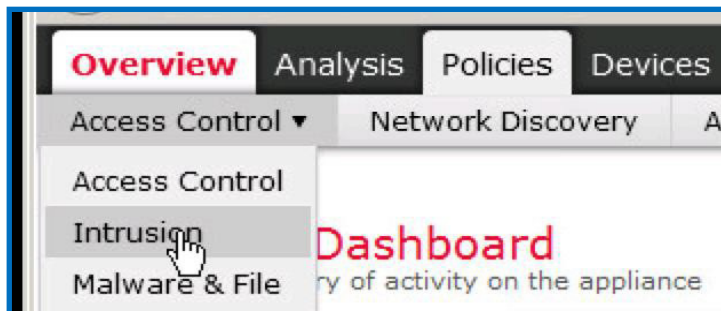 Overview Analysis Policies Devices
Access Control ▾ Network Discovery A
Access Control
Intrusion
Dashboard
Malware & File
ry of activity on the appliance